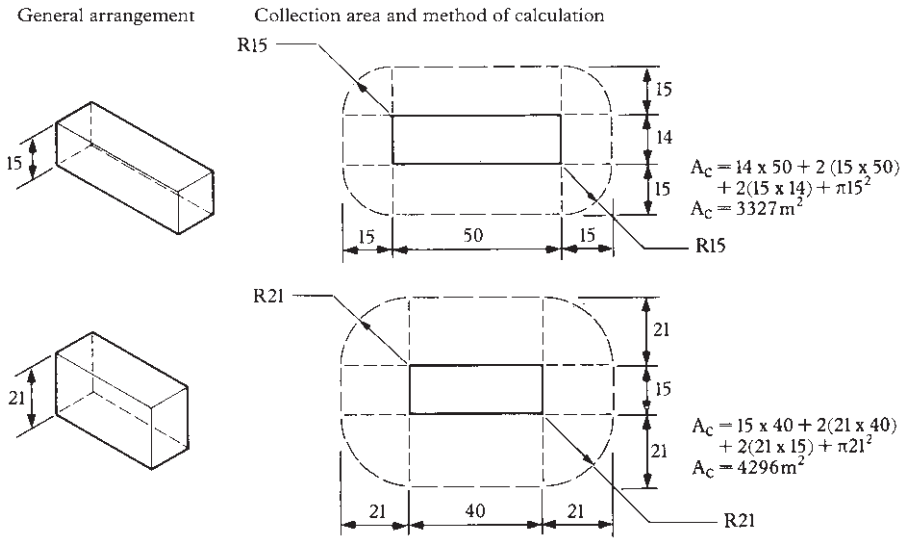 General arrangement
Collection area and method of calculation
R15
15
15
14
15
15
50
15
R15
A_C = 14 x 50 + 2 (15 x 50)
+ 2(15 x 14) + π15²
A_C = 3327m²
R21
21
21
15
21
21
40
21
R21
A_C = 15 x 40 + 2(21 x 40)
+ 2(21 x 15) + π21²
A_C = 4296m²